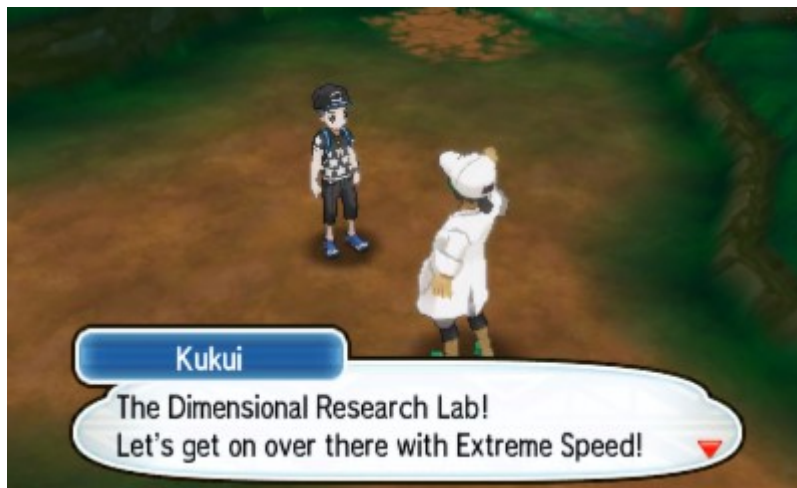 Kukui
The Dimensional Research Lab!
Let's get on over there with Extreme Speed!